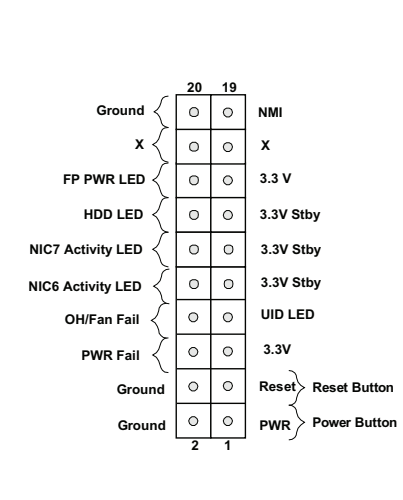 20 19
Ground NMI
X X
FP PWR LED 3.3 V
HDD LED 3.3V Stby
NIC7 Activity LED 3.3V Stby
NIC6 Activity LED 3.3V Stby
OH/Fan Fail UID LED
PWR Fail 3.3V
Ground Reset Reset Button
Ground PWR Power Button
2 1